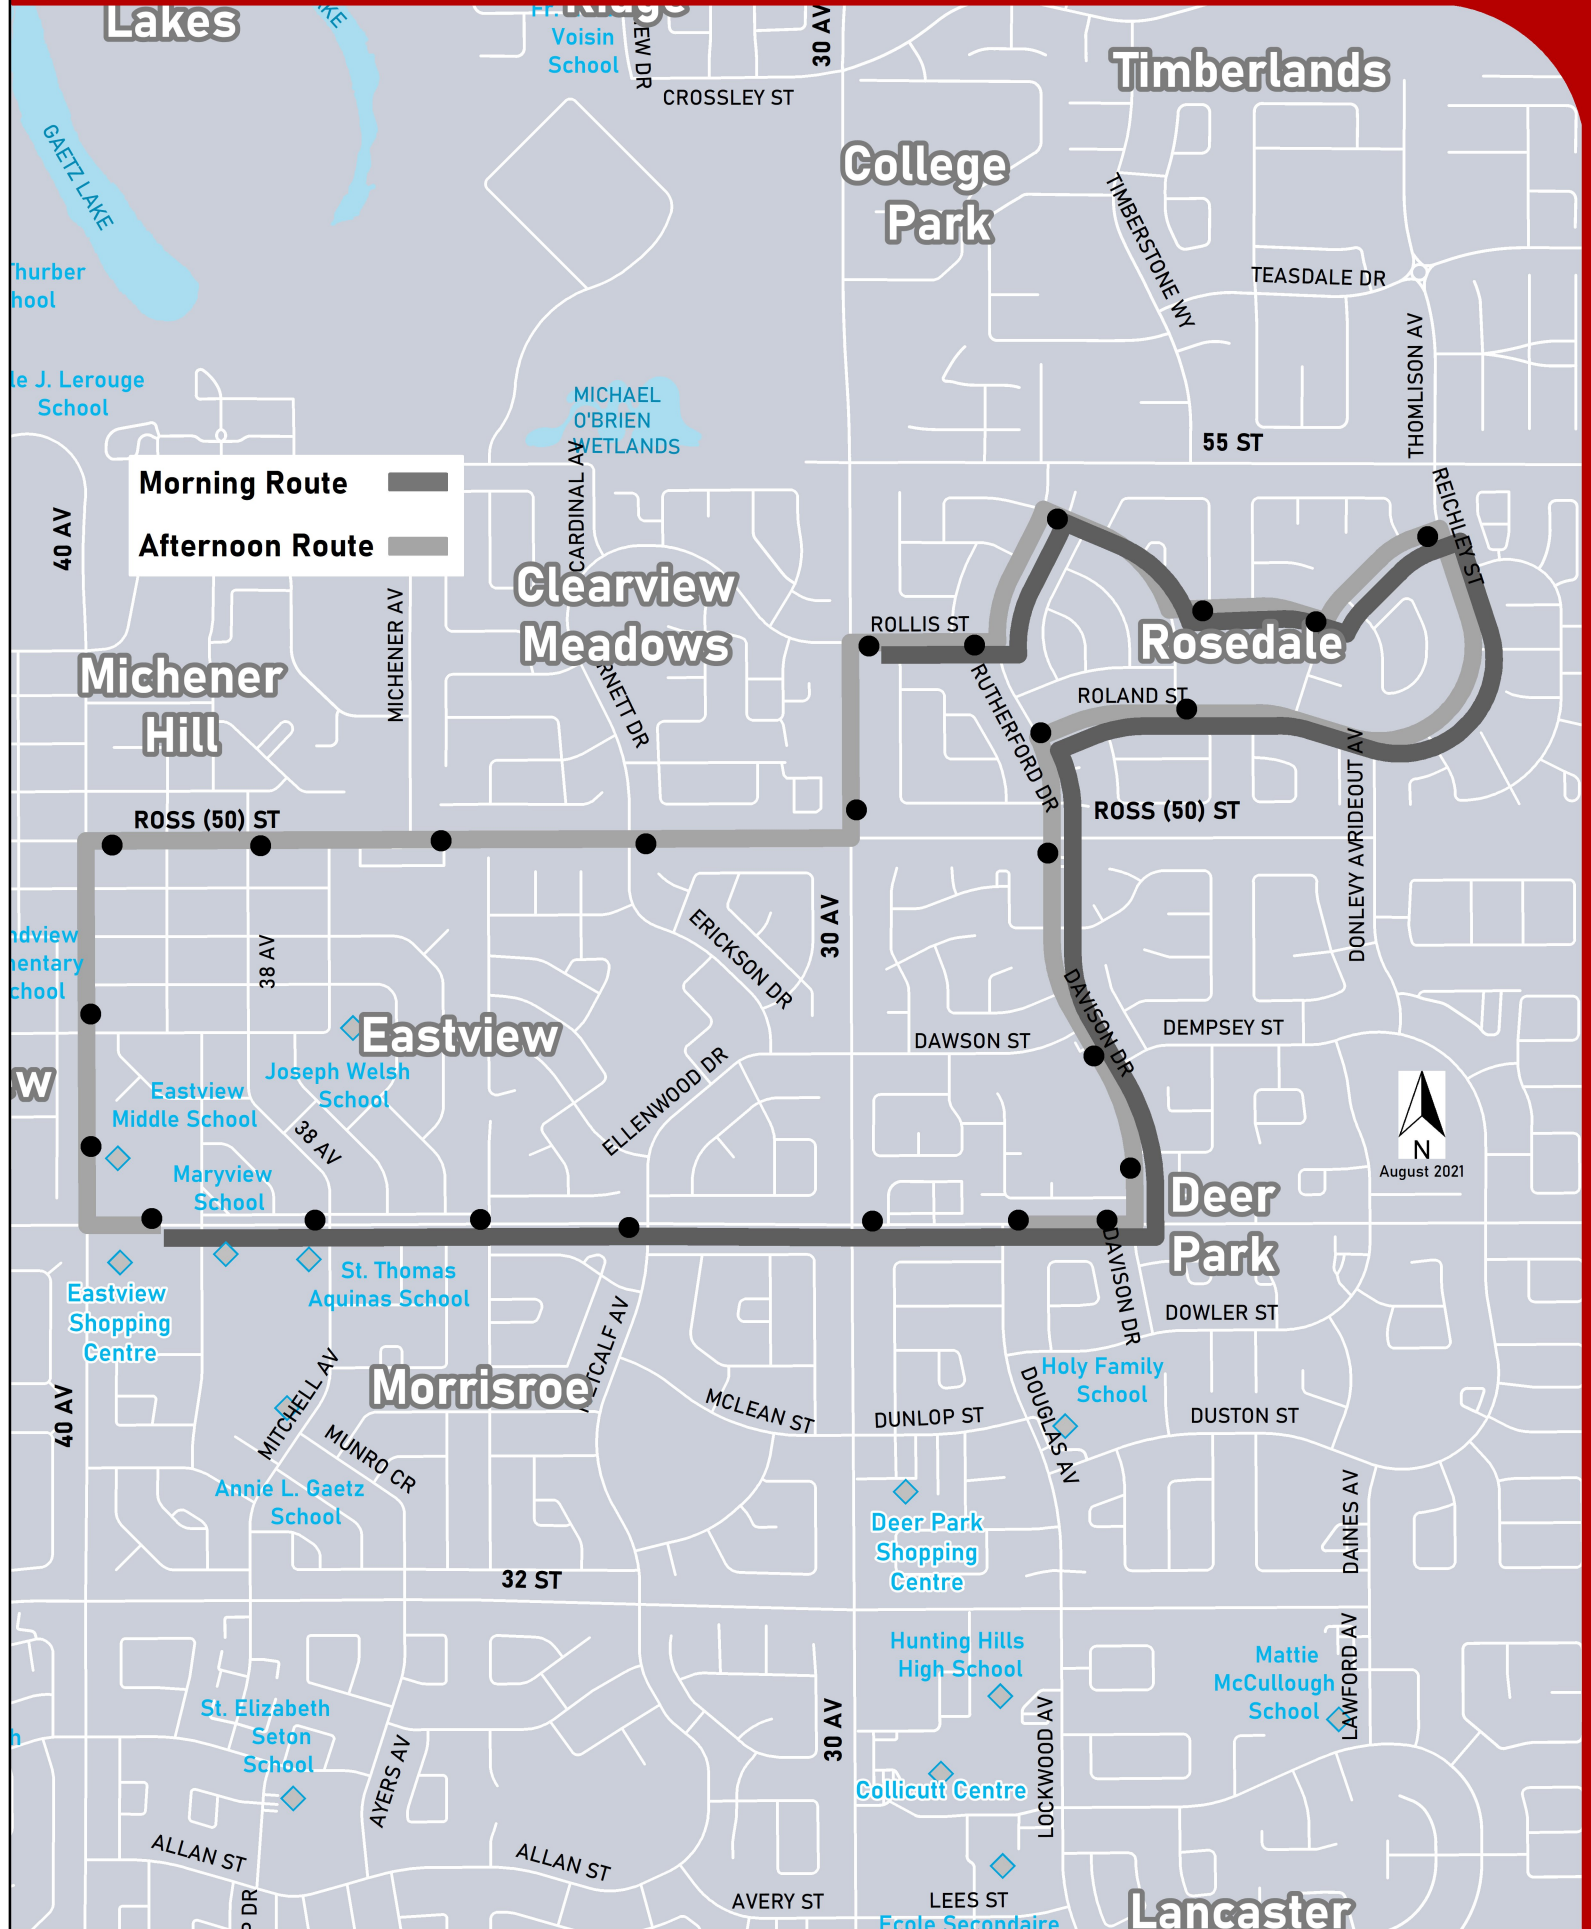 Lakes
Ridge
Fr.
Voisin
School
30 AV
CROSSLEY ST
Timberlands
College
Park
GAETZ LAKE
TIMBERSTONE WY
TEASDALE DR
THOMLISON AV
MICHAEL
O'BRIEN
WETLANDS
J. Lerouge
School
55 ST
Morning Route
Afternoon Route
40 AV
CARDINAL AV
REICHLEY ST
Clearview
Meadows
MICHENER AV
ROLLIS ST
Rosedale
Michener
Hill
RUTHERFORD DR
ROLAND ST
ROSS (50) ST
ROSS (50) ST
RIDEOUT AV
DONLEVY AV
30 AV
ERICKSON DR
38 AV
DAVISON DR
DAWSON ST
DEMPSEY ST
Eastview
Joseph Welsh
School
ELLENWOOD DR
Eastview
Middle School
38 AV
Maryview
School
N
August 2021
Deer
Park
St. Thomas
Aquinas School
Eastview
Shopping
Centre
DAVISON DR
DOWLER ST
Holy Family
School
Morrisroe
MITCHELL AV
MUNRO CR
MCLEAN ST
DUNLOP ST
DOUGLAS AV
DUSTON ST
40 AV
Annie L. Gaetz
School
Deer Park
Shopping
Centre
DAINES AV
32 ST
Hunting Hills
High School
Mattie
McCullough
School
LAWFORD AV
St. Elizabeth
Seton
School
30 AV
LOCKWOOD AV
AYERS AV
Collicutt Centre
ALLAN ST
ALLAN ST
AVERY ST
LEES ST
Lancaster
Ecole Secondaire
DR